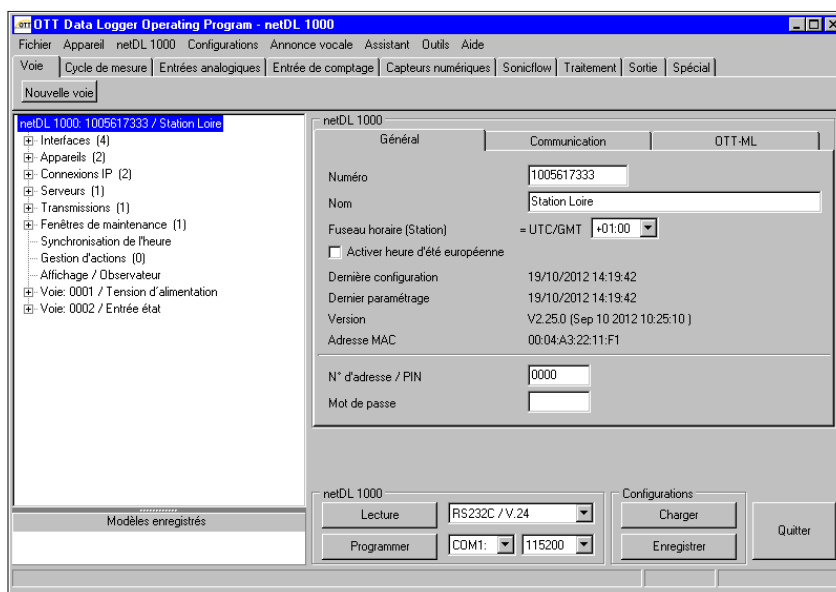 OTT Data Logger Operating Program - netDL 1000
Fichier Appareil netDL 1000 Configurations Annonce vocale Assistant Outils Aide
Voie Cycle de mesure Entrées analogiques Entrée de comptage Capteurs numériques Sonicflow Traitement Sortie Spécial
Nouvelle voie
netDL 1000: 1005617333 / Station Loire
Interfaces (4)
Appareils (2)
Connexions IP (2)
Serveurs (1)
Transmissions (1)
Fenêtres de maintenance (1)
Synchronisation de l'heure
Gestion d'actions (0)
Affichage / Observateur
Voie: 0001 / Tension d'alimentation
Voie: 0002 / Entrée état
Modèles enregistrés
netDL 1000
Général Communication OTT-ML
Numéro 1005617333
Nom Station Loire
Fuseau horaire (Station) = UTC/GMT +01:00
Activer heure d'été européenne
Dernière configuration 19/10/2012 14:19:42
Dernier paramétrage 19/10/2012 14:19:42
Version V2.25.0 (Sep 10 2012 10:25:10 )
Adresse MAC 00:04:A3:22:11:F1
N° d'adresse / PIN 0000
Mot de passe
netDL 1000
Lecture RS232C / V.24
Programmer COM1: 115200
Configurations
Charger
Enregistrer
Quitter